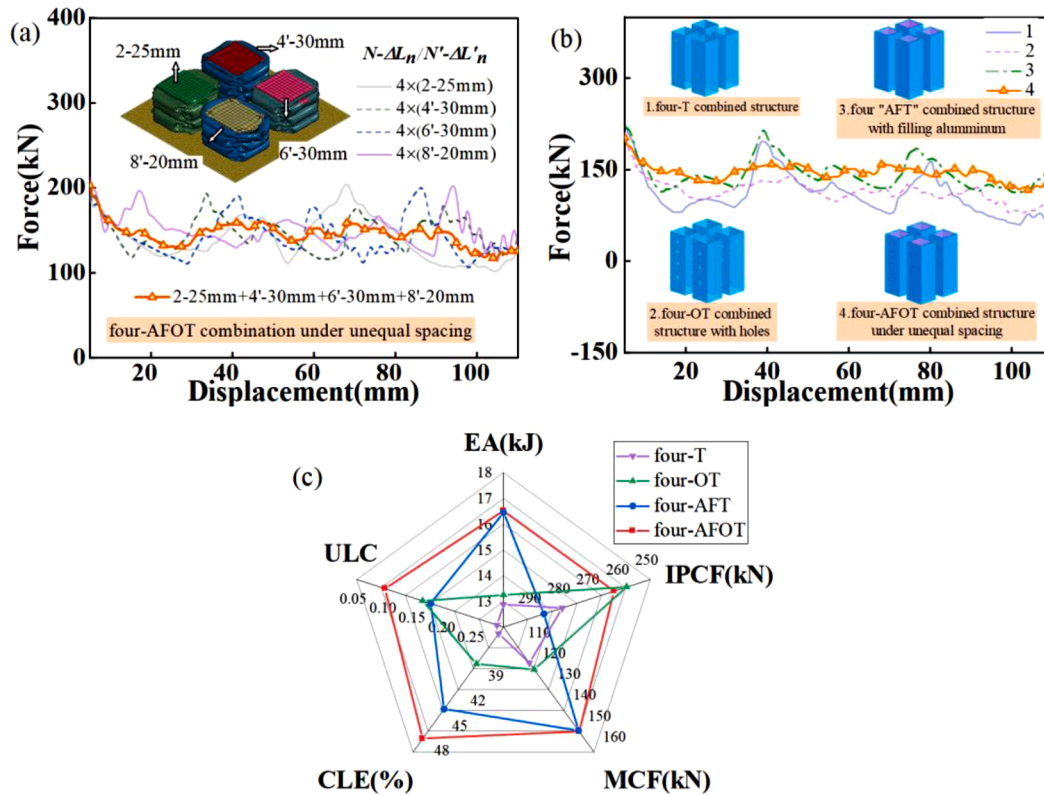 (a)
400
300
200
100
0
Force(kN)
20
40
60
80
100
Displacement(mm)
2-25mm
4'-30mm
8'-20mm
6'-30mm
N-ΔLn/N'-ΔL'n
4×(2-25mm)
4×(4'-30mm)
4×(6'-30mm)
4×(8'-20mm)
2-25mm+4'-30mm+6'-30mm+8'-20mm
four-AFOT combination under unequal spacing
(b)
300
150
0
-150
Force(kN)
20
40
60
80
100
Displacement(mm)
1
2
3
4
1.four-T combined structure
3.four "AFT" combined structure
with filling alumminum
2.four-OT combined
structure with holes
4.four-AFOT combined structure
under unequal spacing
(c)
EA(kJ)
18
17
16
15
14
13
four-T
four-OT
four-AFT
four-AFOT
IPCF(kN)
250
260
270
280
290
MCF(kN)
110
120
130
140
150
160
CLE(%)
39
42
45
48
ULC
0.05
0.10
0.15
0.20
0.25